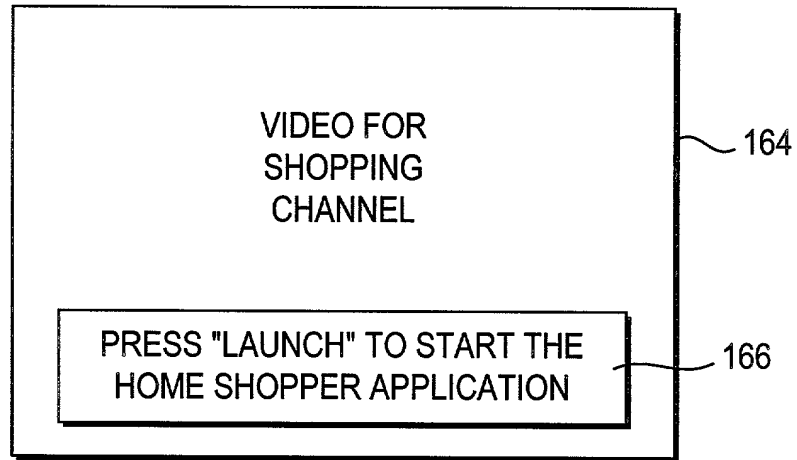 VIDEO FOR
SHOPPING
CHANNEL
164
PRESS "LAUNCH" TO START THE
HOME SHOPPER APPLICATION
166